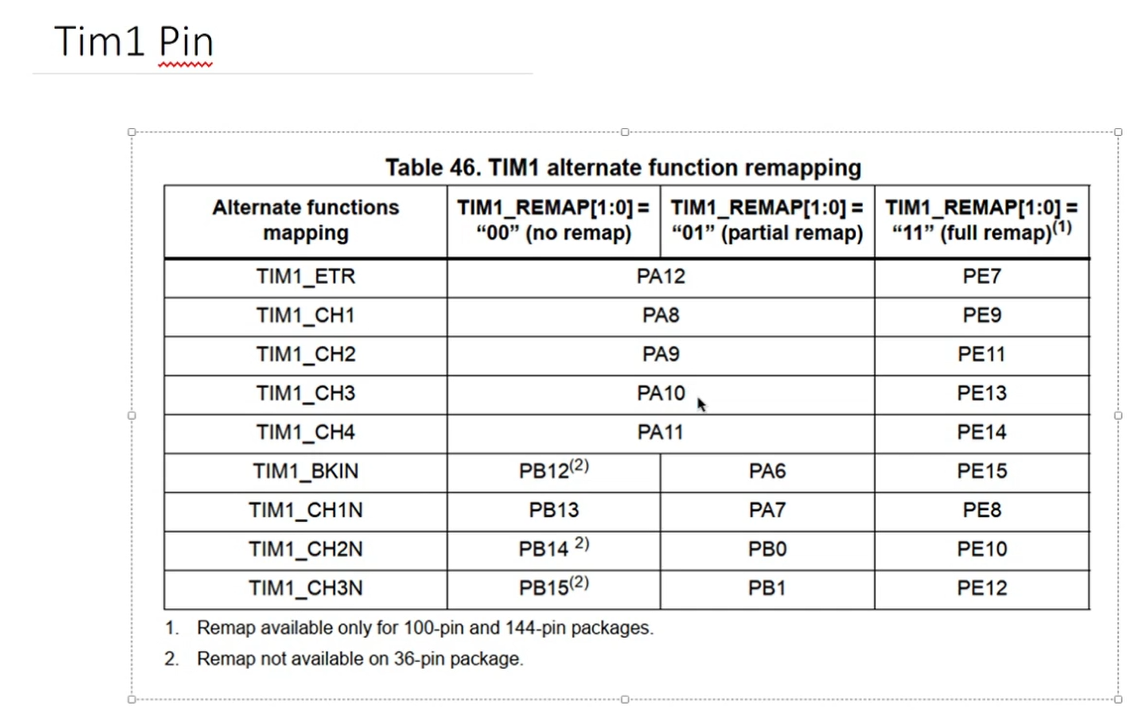 Tim1 Pin
Table 46. TIM1 alternate function remapping
Alternate functions mapping TIM1_REMAP[1:0] = “00” (no remap) TIM1_REMAP[1:0] = “01” (partial remap) TIM1_REMAP[1:0] = “11” (full remap)(1)
TIM1_ETR PA12 PE7
TIM1_CH1 PA8 PE9
TIM1_CH2 PA9 PE11
TIM1_CH3 PA10 PE13
TIM1_CH4 PA11 PE14
TIM1_BKIN PB12(2) PA6 PE15
TIM1_CH1N PB13 PA7 PE8
TIM1_CH2N PB14 2) PB0 PE10
TIM1_CH3N PB15(2) PB1 PE12
1. Remap available only for 100-pin and 144-pin packages.
2. Remap not available on 36-pin package.